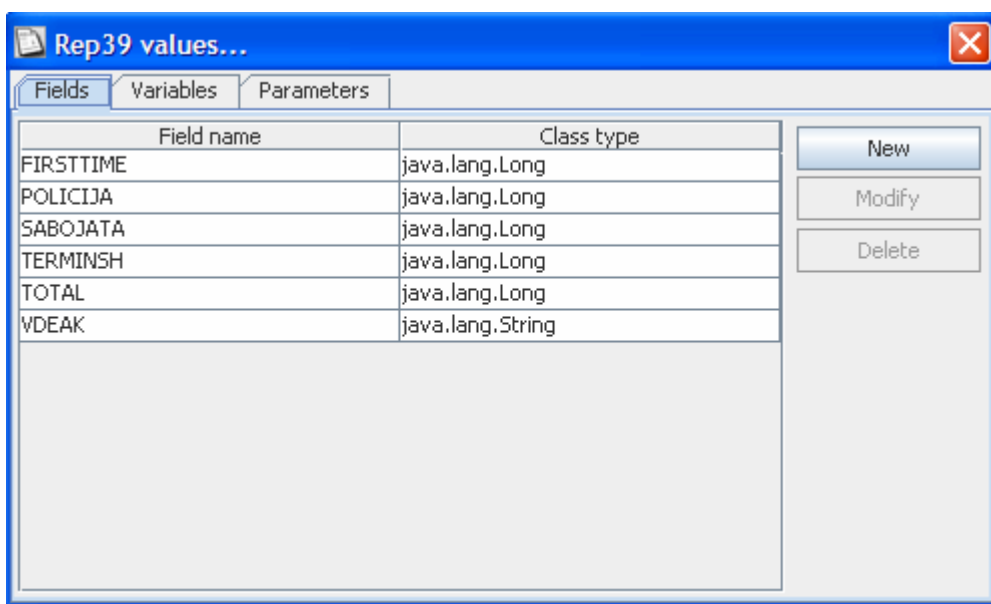 Rep39 values...
Fields Variables Parameters
Field name Class type
FIRSTTIME java.lang.Long
POLICIJA java.lang.Long
SABOJATA java.lang.Long
TERMINSH java.lang.Long
TOTAL java.lang.Long
VDEAK java.lang.String
New
Modify
Delete